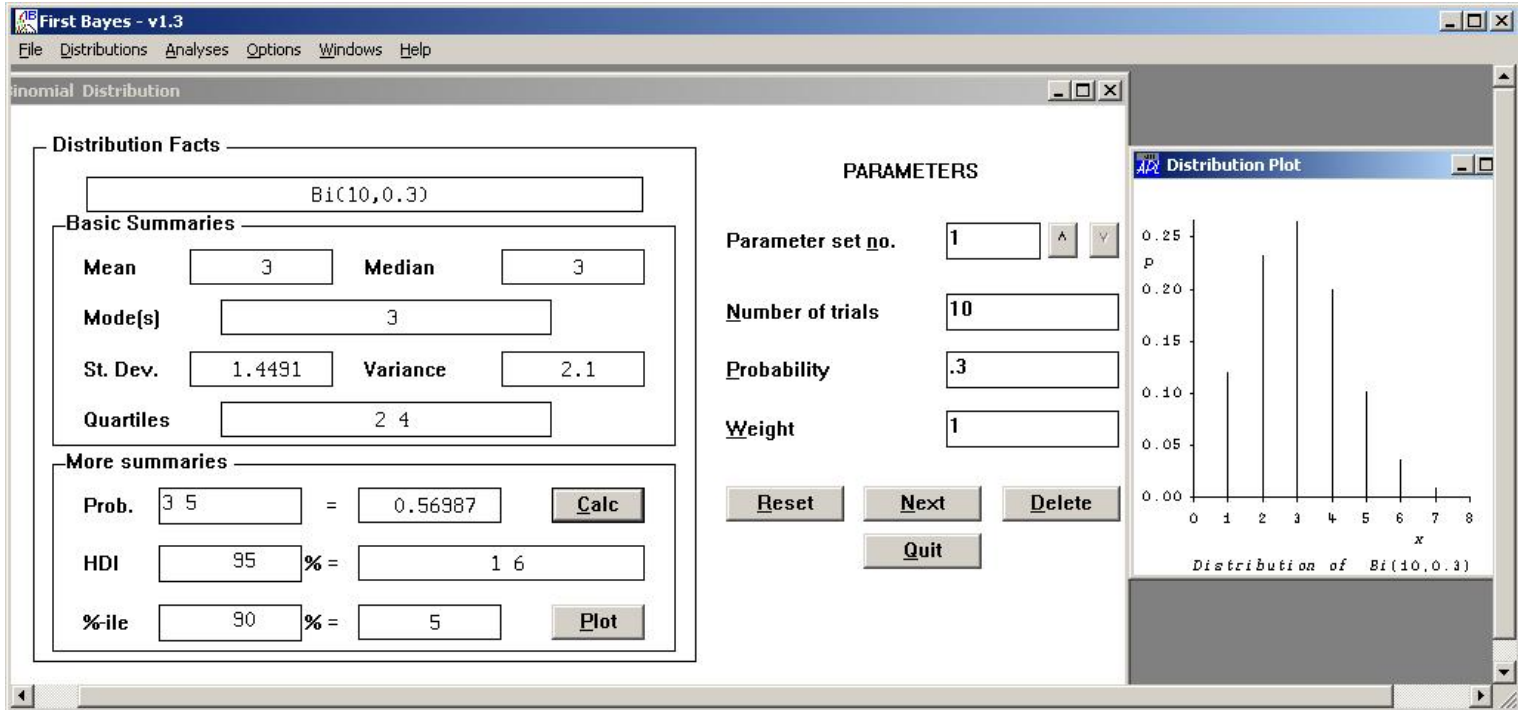 First Bayes - v1.3
File Distributions Analyses Options Windows Help
inomial Distribution
Distribution Facts
Bi(10,0.3)
Basic Summaries
Mean 3 Median 3
Mode(s) 3
St. Dev. 1.4491 Variance 2.1
Quartiles 2 4
More summaries
Prob. 3 5 = 0.56987 Calc
HDI 95 % = 1 6
%-ile 90 % = 5 Plot
PARAMETERS
Parameter set no. 1
Number of trials 10
Probability .3
Weight 1
Reset Next Delete
Quit
Distribution Plot
0.25
P
0.20
0.15
0.10
0.05
0.00
0 1 2 3 4 5 6 7 8
x
Distribution of Bi(10,0.3)